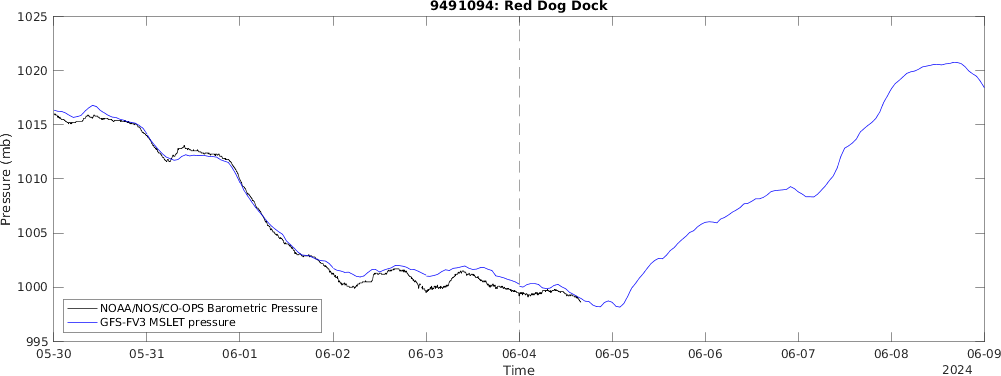 9491094: Red Dog Dock
1025
1020
1015
1010
1005
1000
995
Pressure (mb)
NOAA/NOS/CO-OPS Barometric Pressure
GFS-FV3 MSLET pressure
05-30 05-31 06-01 06-02 06-03 06-04 06-05 06-06 06-07 06-08 06-09
Time
2024